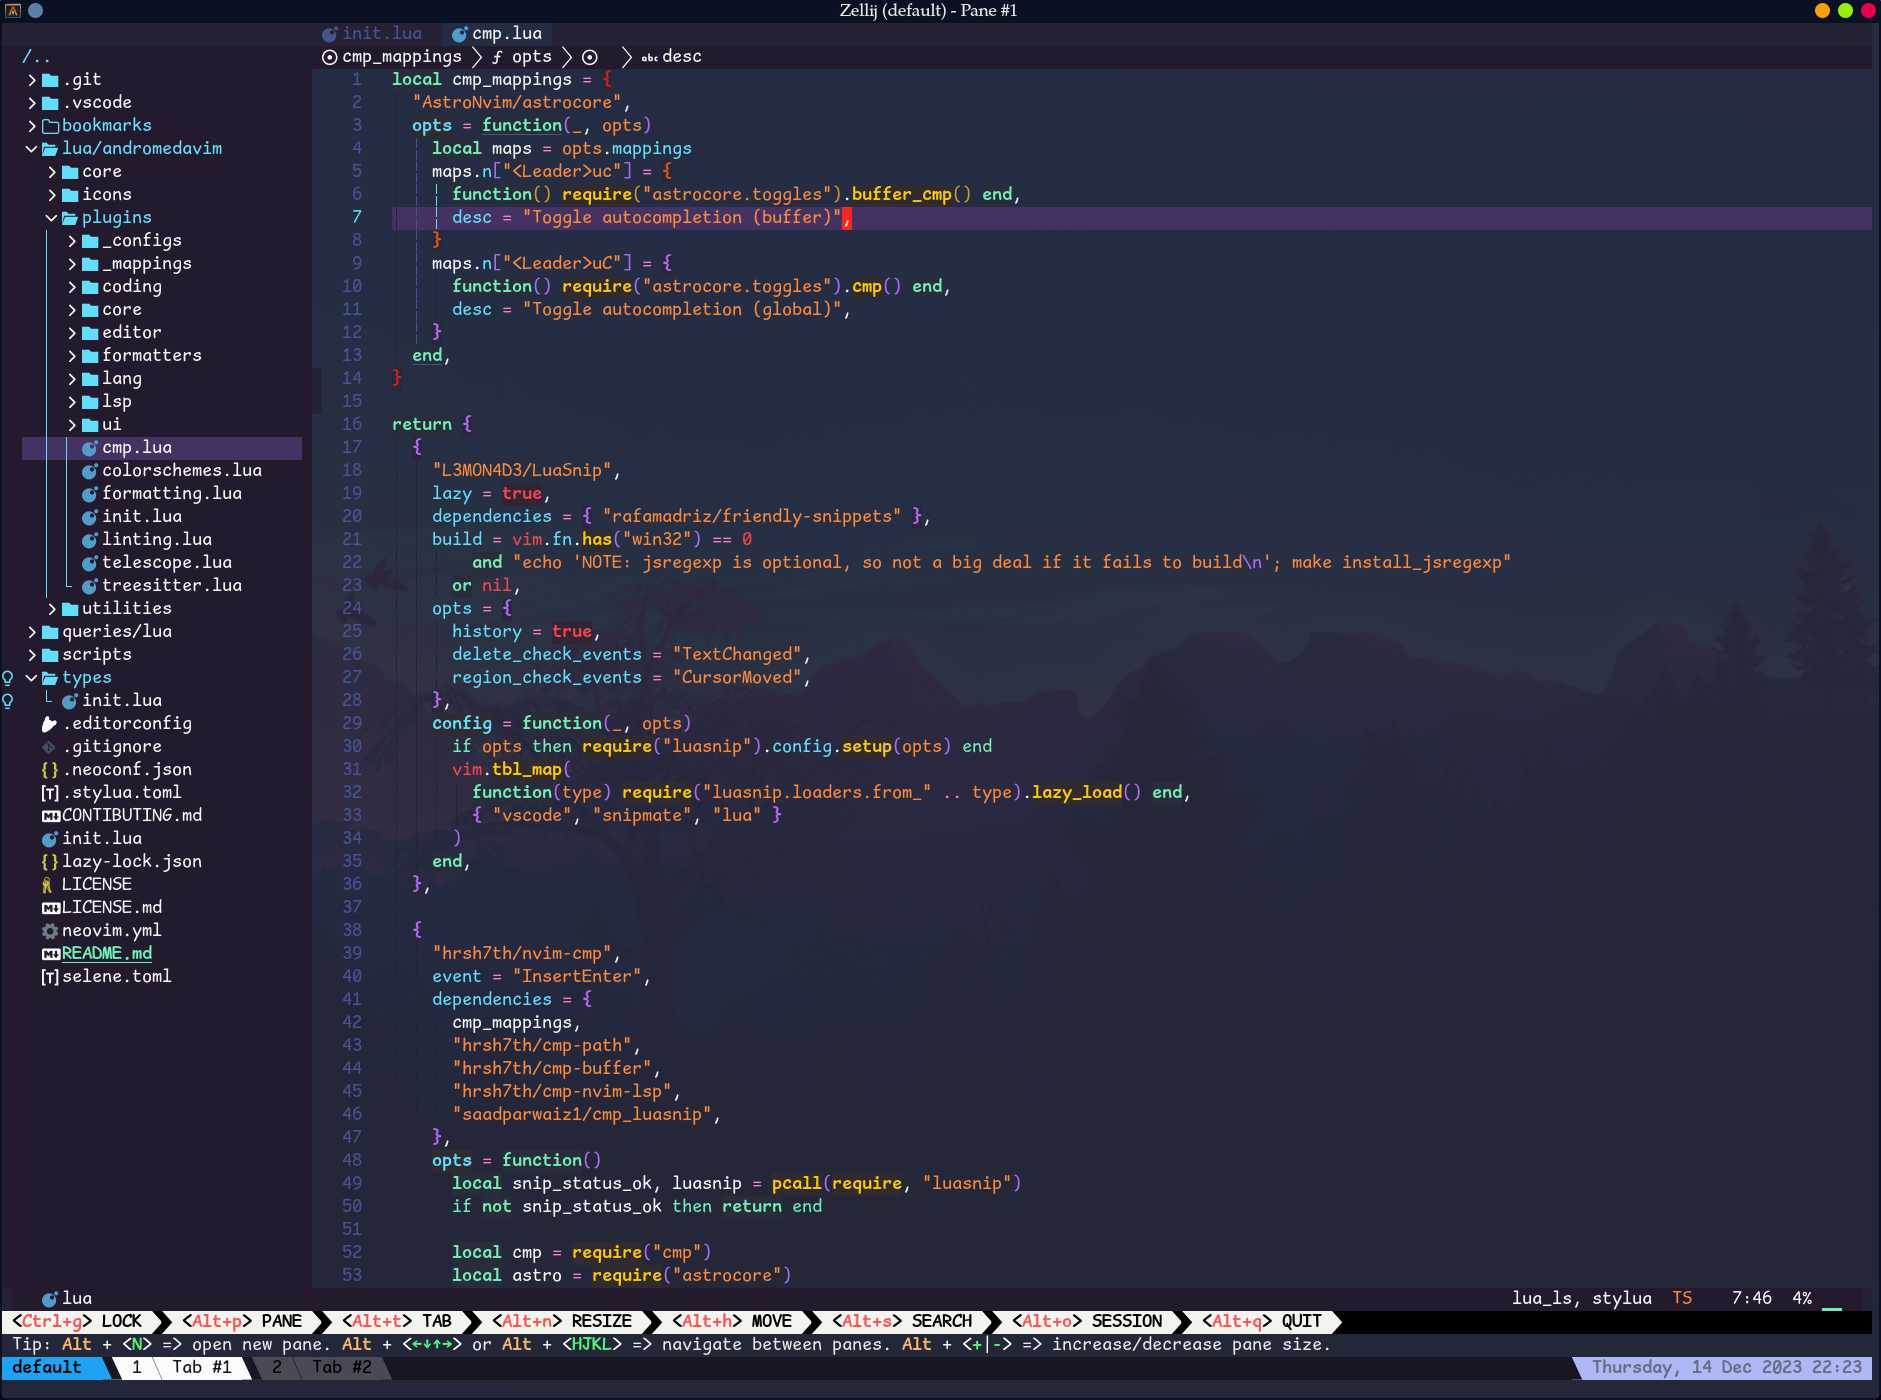 Zellij (default) - Pane #1
init.lua
cmp.lua
cmp_mappings
opts
desc
/..
.git
.vscode
bookmarks
lua/andromedavim
core
icons
plugins
_configs
_mappings
coding
core
editor
formatters
lang
lsp
ui
cmp.lua
colorschemes.lua
formatting.lua
init.lua
linting.lua
telescope.lua
treesitter.lua
utilities
queries/lua
scripts
types
init.lua
.editorconfig
.gitignore
.neoconf.json
.stylua.toml
CONTIBUTING.md
init.lua
lazy-lock.json
LICENSE
LICENSE.md
neovim.yml
README.md
selene.toml
1 local cmp_mappings = {
2 "AstroNvim/astrocore",
3 opts = function(_, opts)
4 local maps = opts.mappings
5 maps.n["<Leader>uc"] = {
6 function() require("astrocore.toggles").buffer_cmp() end,
7 desc = "Toggle autocompletion (buffer)",
8 }
9 maps.n["<Leader>uC"] = {
10 function() require("astrocore.toggles").cmp() end,
11 desc = "Toggle autocompletion (global)",
12 }
13 end,
14 }
15
16 return {
17 {
18 "L3MON4D3/LuaSnip",
19 lazy = true,
20 dependencies = { "rafamadriz/friendly-snippets" },
21 build = vim.fn.has("win32") == 0
22 and "echo 'NOTE: jsregexp is optional, so not a big deal if it fails to build\n'; make install_jsregexp"
23 or nil,
24 opts = {
25 history = true,
26 delete_check_events = "TextChanged",
27 region_check_events = "CursorMoved",
28 },
29 config = function(_, opts)
30 if opts then require("luasnip").config.setup(opts) end
31 vim.tbl_map(
32 function(type) require("luasnip.loaders.from_" .. type).lazy_load() end,
33 { "vscode", "snipmate", "lua" }
34 )
35 end,
36 },
37
38 {
39 "hrsh7th/nvim-cmp",
40 event = "InsertEnter",
41 dependencies = {
42 cmp_mappings,
43 "hrsh7th/cmp-path",
44 "hrsh7th/cmp-buffer",
45 "hrsh7th/cmp-nvim-lsp",
46 "saadparwaiz1/cmp_luasnip",
47 },
48 opts = function()
49 local snip_status_ok, luasnip = pcall(require, "luasnip")
50 if not snip_status_ok then return end
51
52 local cmp = require("cmp")
53 local astro = require("astrocore")
lua
lua_ls, stylua TS 7:46 4%
<Ctrl+g> LOCK <Alt+p> PANE <Alt+t> TAB <Alt+n> RESIZE <Alt+h> MOVE <Alt+s> SEARCH <Alt+o> SESSION <Alt+q> QUIT
Tip: Alt + <N> => open new pane. Alt + <←↓↑→> or Alt + <HJKL> => navigate between panes. Alt + <+|-> => increase/decrease pane size.
default 1 Tab #1 2 Tab #2 Thursday, 14 Dec 2023 22:23